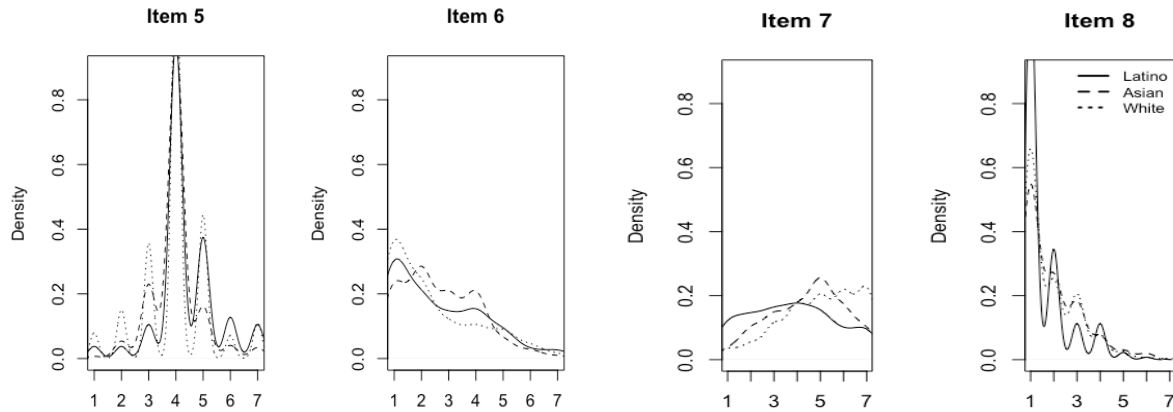 Item 5
Item 6
Item 7
Item 8
Density
0.0 0.2 0.4 0.6 0.8
1 2 3 4 5 6 7
Density
0.0 0.2 0.4 0.6 0.8
1 2 3 4 5 6 7
Density
0.0 0.2 0.4 0.6 0.8
1 3 5 7
Density
0.0 0.2 0.4 0.6 0.8
1 3 5 7
Latino
Asian
White